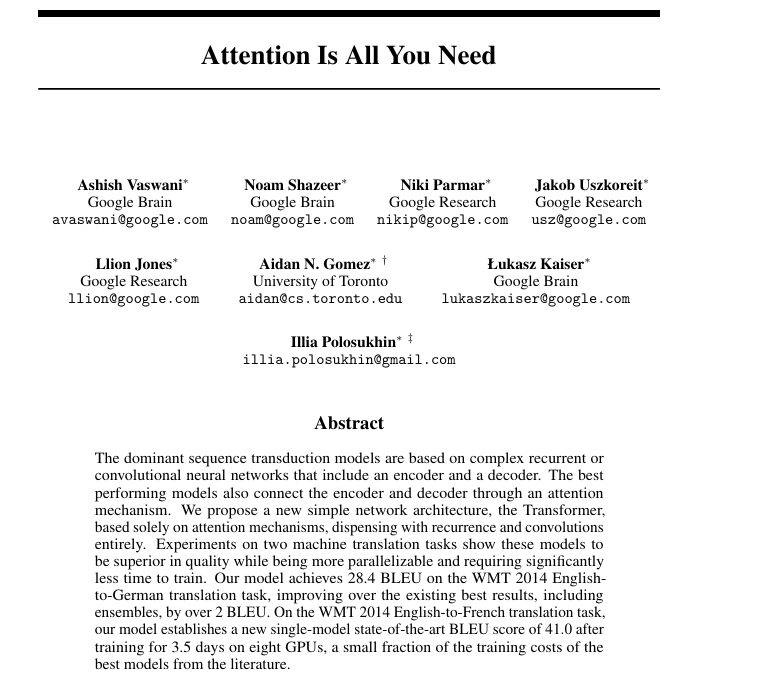 Attention Is All You Need
Ashish Vaswani* Noam Shazeer* Niki Parmar* Jakob Uszkoreit*
Google Brain Google Brain Google Research Google Research
avaswani@google.com noam@google.com nikip@google.com usz@google.com
Llion Jones* Aidan N. Gomez* † Łukasz Kaiser*
Google Research University of Toronto Google Brain
llion@google.com aidan@cs.toronto.edu lukaszkaiser@google.com
Illia Polosukhin* ‡
illia.polosukhin@gmail.com
Abstract
The dominant sequence transduction models are based on complex recurrent or
convolutional neural networks that include an encoder and a decoder. The best
performing models also connect the encoder and decoder through an attention
mechanism. We propose a new simple network architecture, the Transformer,
based solely on attention mechanisms, dispensing with recurrence and convolutions
entirely. Experiments on two machine translation tasks show these models to
be superior in quality while being more parallelizable and requiring significantly
less time to train. Our model achieves 28.4 BLEU on the WMT 2014 English-
to-German translation task, improving over the existing best results, including
ensembles, by over 2 BLEU. On the WMT 2014 English-to-French translation task,
our model establishes a new single-model state-of-the-art BLEU score of 41.0 after
training for 3.5 days on eight GPUs, a small fraction of the training costs of the
best models from the literature.